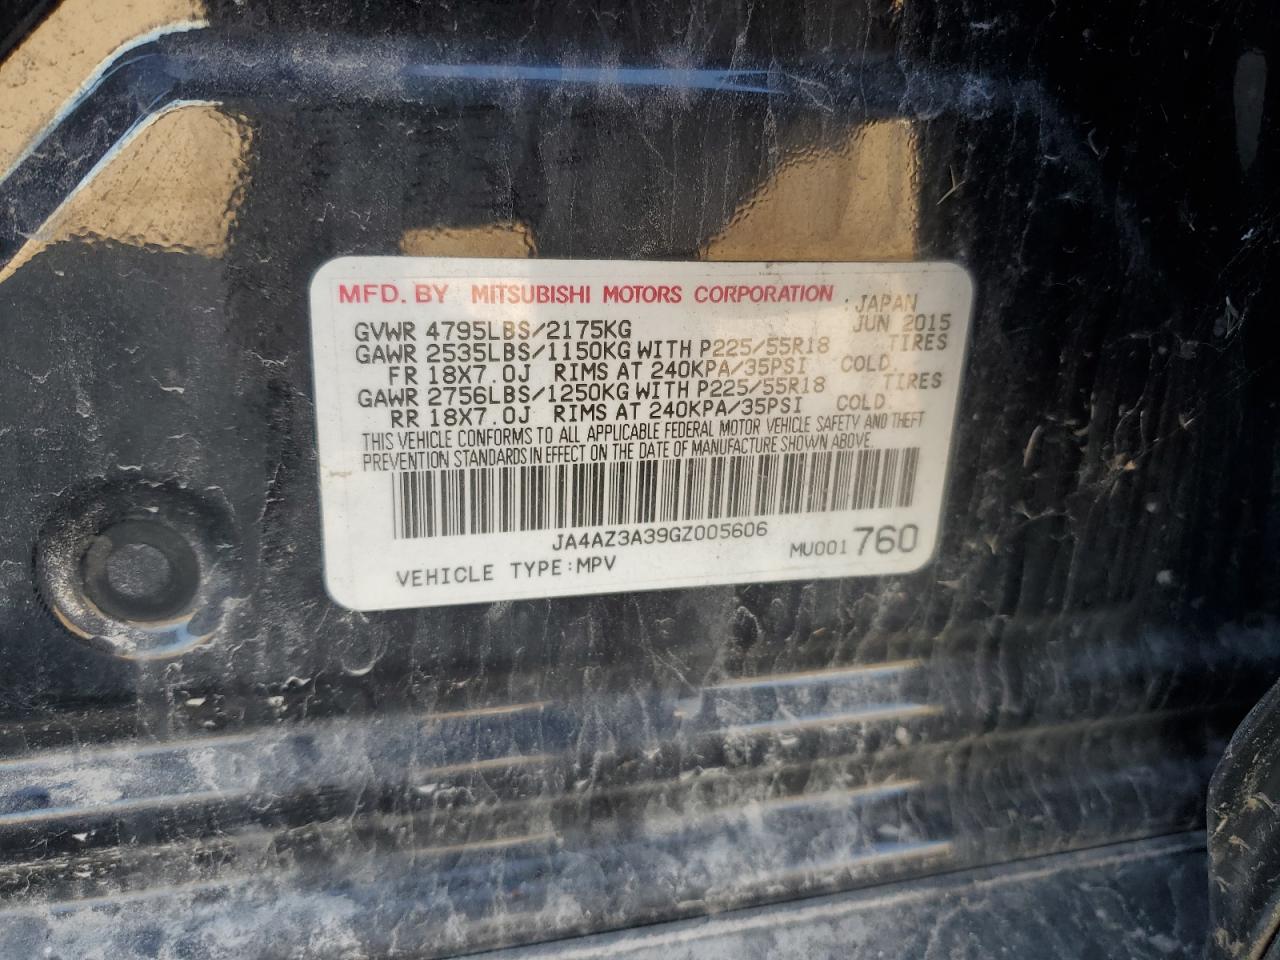 MFD. BY MITSUBISHI MOTORS CORPORATION : JAPAN
JUN 2015
GVWR 4795LBS/2175KG
GAWR 2535LBS/1150KG WITH P225/55R18 TIRES
FR 18X7.0J RIMS AT 240KPA/35PSI COLD.
GAWR 2756LBS/1250KG WITH P225/55R18 TIRES
RR 18X7.0J RIMS AT 240KPA/35PSI COLD.
THIS VEHICLE CONFORMS TO ALL APPLICABLE FEDERAL MOTOR VEHICLE SAFETY AND THEFT
PREVENTION STANDARDS IN EFFECT ON THE DATE OF MANUFACTURE SHOWN ABOVE.
JA4AZ3A39GZ005606
VEHICLE TYPE:MPV MU001 760